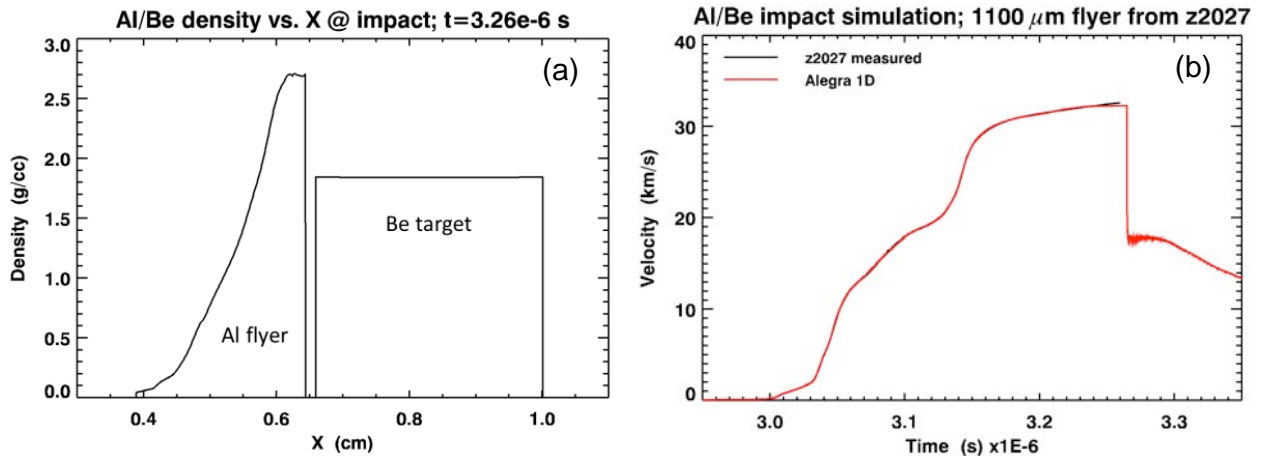 Al/Be density vs. X @ impact; t=3.26e-6 s
(a)
3.0
2.5
2.0
1.5
1.0
0.5
0.0
Density (g/cc)
Al flyer
Be target
0.4
0.6
0.8
1.0
X (cm)
Al/Be impact simulation; 1100 μm flyer from z2027
(b)
z2027 measured
Alegra 1D
40
30
20
10
0
Velocity (km/s)
3.0
3.1
3.2
3.3
Time (s) x1E-6